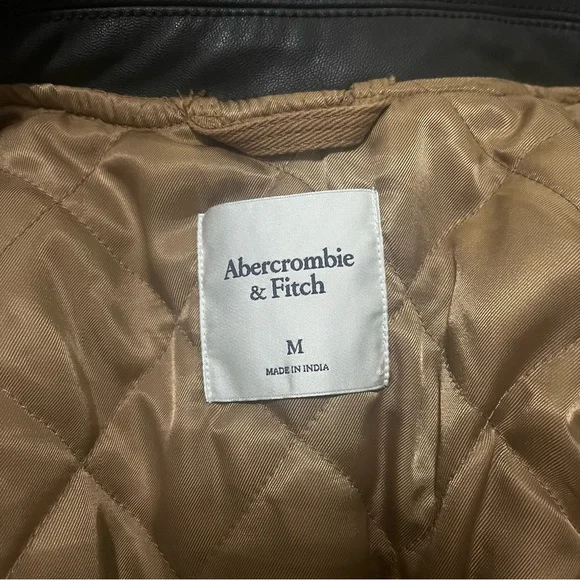 Abercrombie
& Fitch
M
MADE IN INDIA